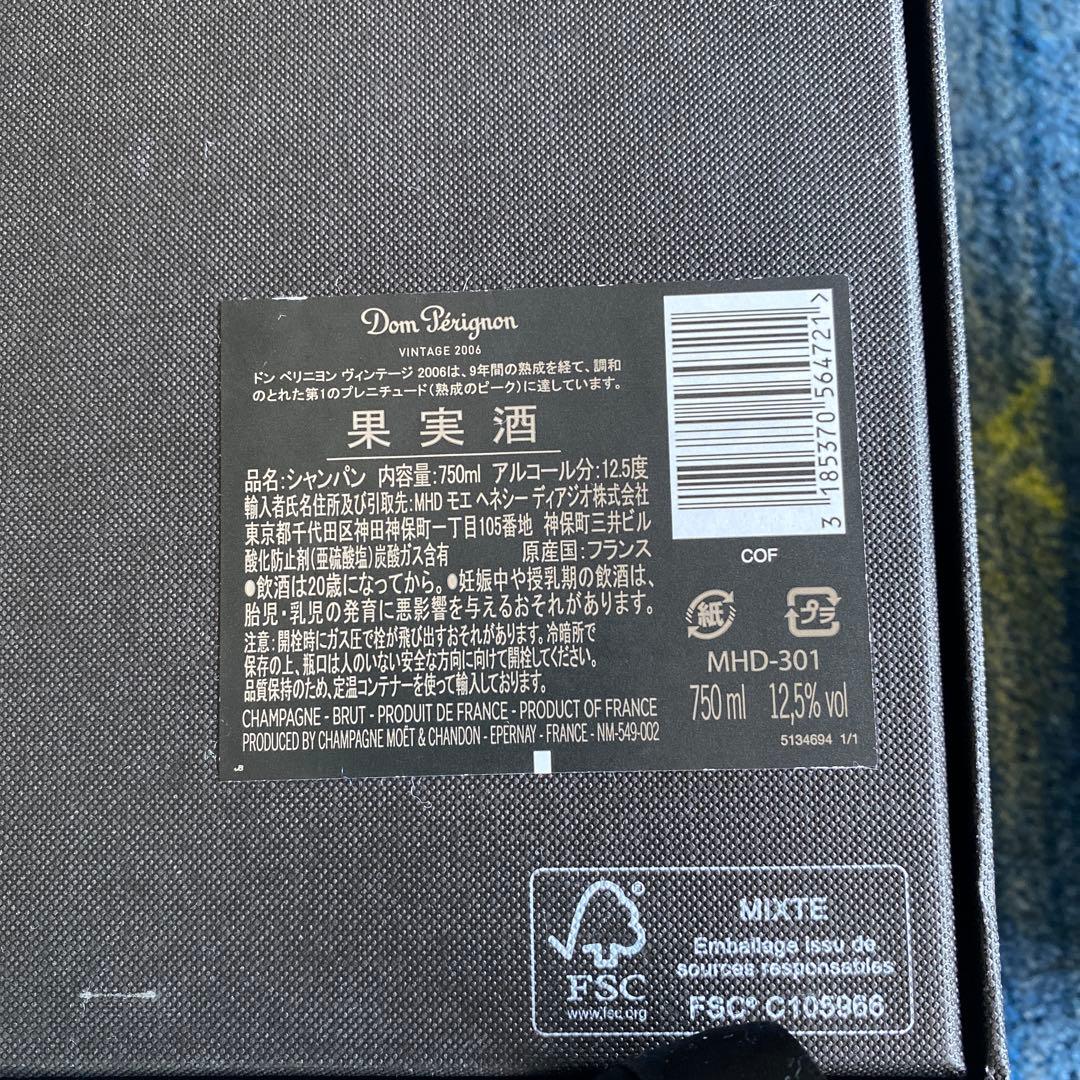 Dom Pérignon
VINTAGE 2006
ドン ペリニヨン ヴィンテージ 2006は、9年間の熟成を経て、調和
のとれた第1のプレニチュード(熟成のピーク)に達しています。
果実酒
品名:シャンパン 内容量:750ml アルコール分:12.5度
輸入者氏名住所及び引取先:MHD モエ ヘネシー ディアジオ株式会社
東京都千代田区神田神保町一丁目105番地 神保町三井ビル
酸化防止剤(亜硫酸塩)炭酸ガス含有 原産国:フランス
●飲酒は20歳になってから。●妊娠中や授乳期の飲酒は、
胎児・乳児の発育に悪影響を与えるおそれがあります。
注意:開栓時にガス圧で栓が飛び出すおそれがあります。冷暗所で
保存の上、瓶口は人のいない安全な方向に向けて開栓してください。
品質保持のため、定温コンテナーを使って輸入しております。
CHAMPAGNE - BRUT - PRODUIT DE FRANCE - PRODUCT OF FRANCE
PRODUCED BY CHAMPAGNE MOËT & CHANDON - EPERNAY - FRANCE - NM-549-002
JB
3 185370 564721 >
COF
紙 プラ
MHD-301
750 ml 12,5% vol
5134694 1/1
FSC
www.fsc.org
MIXTE
Emballage issu de
sources responsables
FSC® C105966